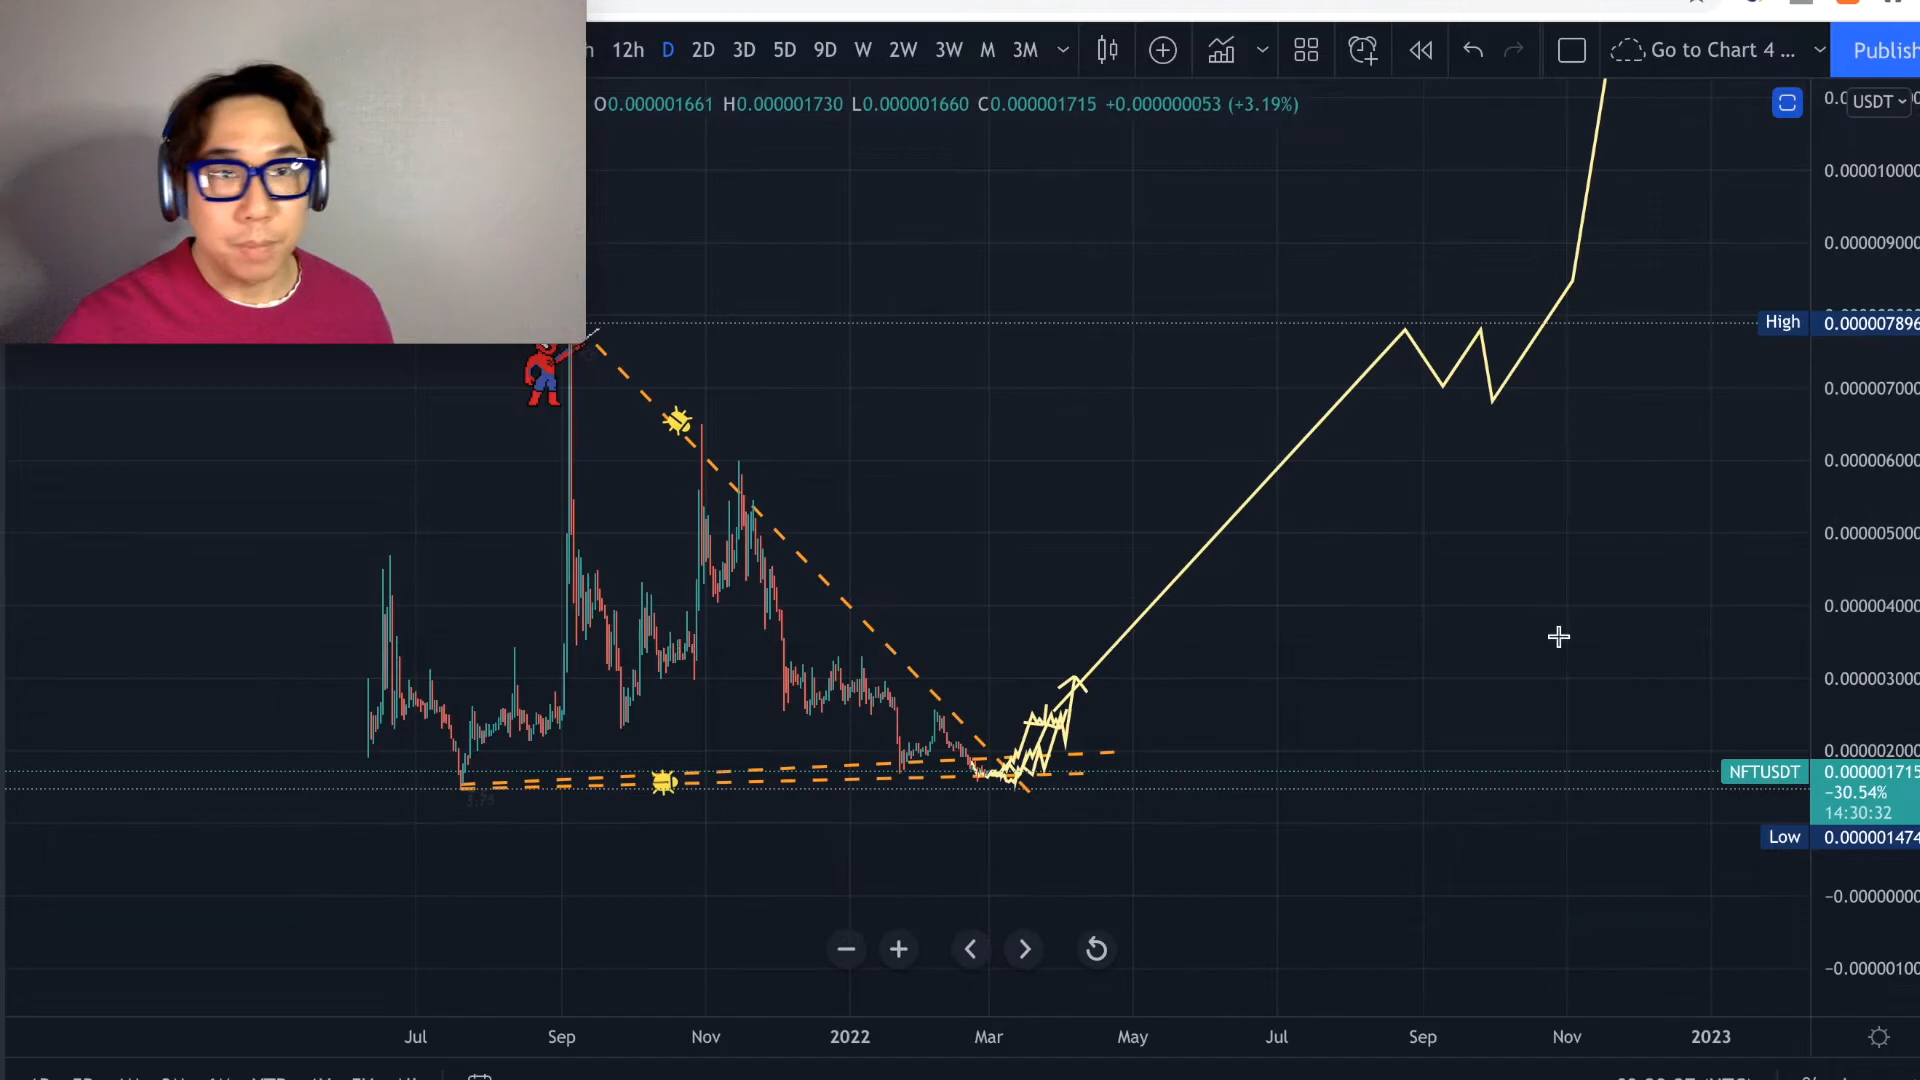 12h D 2D 3D 5D 9D W 2W 3W M 3M Go to Chart 4 ... Publish
O0.000001661 H0.000001730 L0.000001660 C0.000001715 +0.000000053 (+3.19%)
USDT
0.000010000
0.000009000
High 0.000007896
0.000007000
0.000006000
0.000005000
0.000004000
0.000003000
0.000002000
NFTUSDT 0.000001715
−30.54%
14:30:32
Low 0.000001474
−0.00000000
−0.00000100
Jul Sep Nov 2022 Mar May Jul Sep Nov 2023